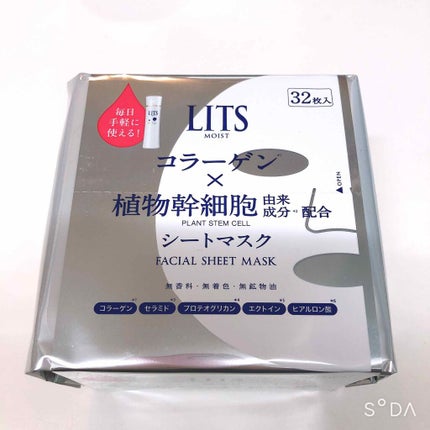 毎日
手軽に
使える!
LITS
MOIST
32枚入
コラーゲン
×
植物幹細胞 由来成分 配合
PLANT STEM CELL
シートマスク
FACIAL SHEET MASK
OPEN
無香料・無着色・無鉱物油
コラーゲン セラミド プロテオグリカン エクトイン ヒアルロン酸
SODA